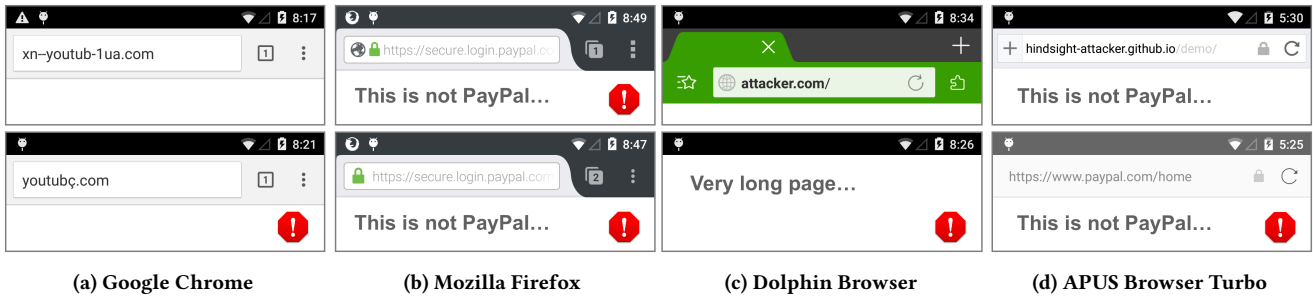 8:17
xn--youtub-1ua.com
1
8:49
https://secure.login.paypal.co
1
This is not PayPal...
!
8:34
attacker.com/
5:30
hindsight-attacker.github.io/demo/
This is not PayPal...
8:21
youtubç.com
1
!
8:47
https://secure.login.paypal.com
2
This is not PayPal...
!
8:26
Very long page...
!
5:25
https://www.paypal.com/home
This is not PayPal...
!
(a) Google Chrome
(b) Mozilla Firefox
(c) Dolphin Browser
(d) APUS Browser Turbo